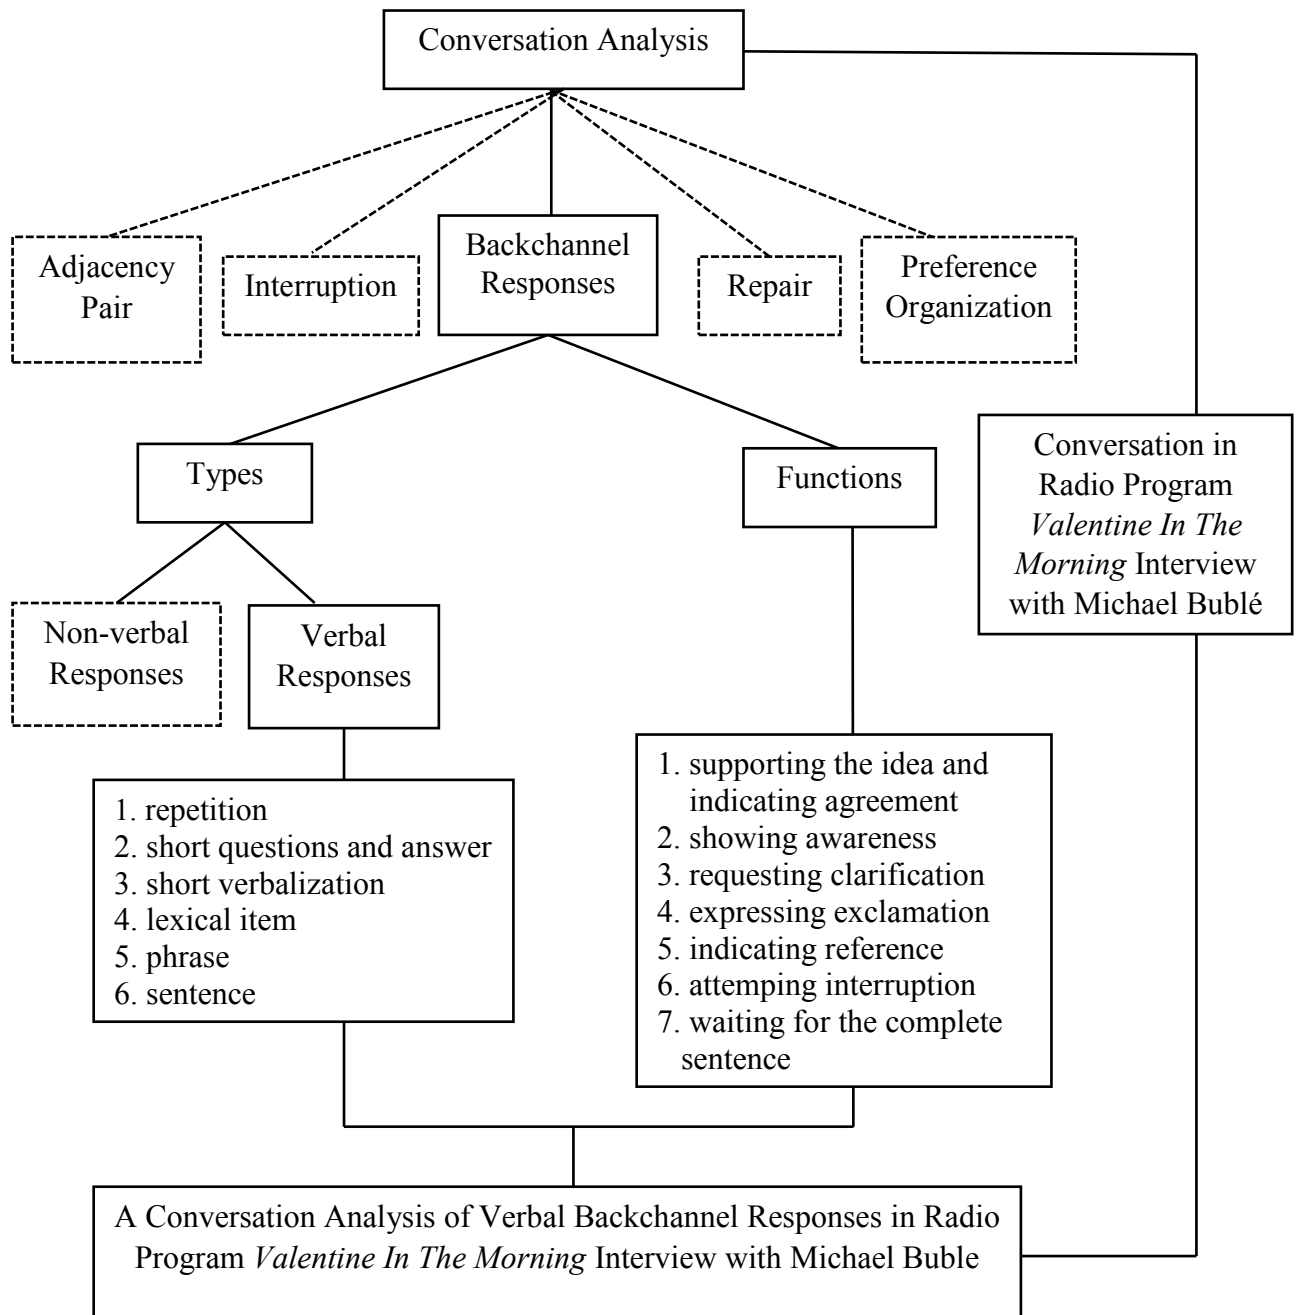 Conversation Analysis
Adjacency
Pair
Interruption
Backchannel
Responses
Repair
Preference
Organization
Types
Functions
Conversation in
Radio Program
Valentine In The
Morning Interview
with Michael Bublé
Non-verbal
Responses
Verbal
Responses
1. repetition
2. short questions and answer
3. short verbalization
4. lexical item
5. phrase
6. sentence
1. supporting the idea and
indicating agreement
2. showing awareness
3. requesting clarification
4. expressing exclamation
5. indicating reference
6. attemping interruption
7. waiting for the complete
sentence
A Conversation Analysis of Verbal Backchannel Responses in Radio
Program Valentine In The Morning Interview with Michael Buble